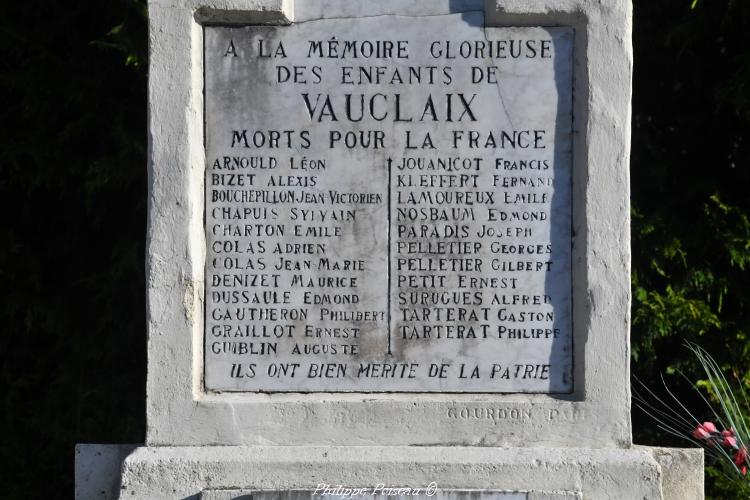 A LA MÉMOIRE GLORIEUSE
DES ENFANTS DE
VAUCLAIX
MORTS POUR LA FRANCE
ARNOULD LÉON
BIZET ALEXIS
BOUCHEPILLON JEAN VICTORIEN
CHAPUIS SYLVAIN
CHARTON EMILE
COLAS ADRIEN
COLAS JEAN-MARIE
DENIZET MAURICE
DUSSAULE EDMOND
GAUTHERON PHILIBERT
GRAILLOT ERNEST
GUIBLIN AUGUSTE
JOUANICOT FRANCIS
KLEFFERT FERNAND
LAMOUREUX EMILE
NOSBAUM EDMOND
PARADIS JOSEPH
PELLETIER GEORGES
PELLETIER GILBERT
PETIT ERNEST
SURUGUES ALFRED
TARTERAT GASTON
TARTERAT PHILIPPE
ILS ONT BIEN MERITE DE LA PATRIE
GOURDON
Philippe Poiseau ©